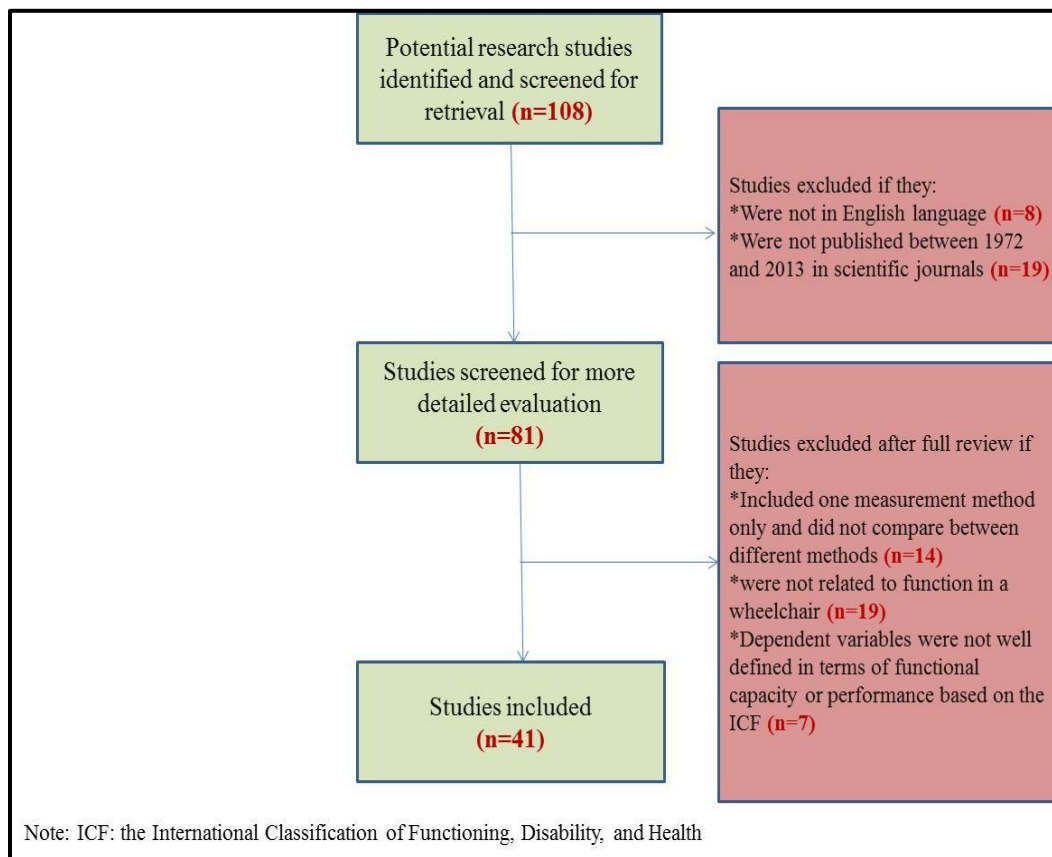 Potential research studies
identified and screened for
retrieval (n=108)
Studies excluded if they:
*Were not in English language (n=8)
*Were not published between 1972
and 2013 in scientific journals (n=19)
Studies screened for more
detailed evaluation
(n=81)
Studies excluded after full review if
they:
*Included one measurement method
only and did not compare between
different methods (n=14)
*were not related to function in a
wheelchair (n=19)
*Dependent variables were not well
defined in terms of functional
capacity or performance based on the
ICF (n=7)
Studies included
(n=41)
Note: ICF: the International Classification of Functioning, Disability, and Health